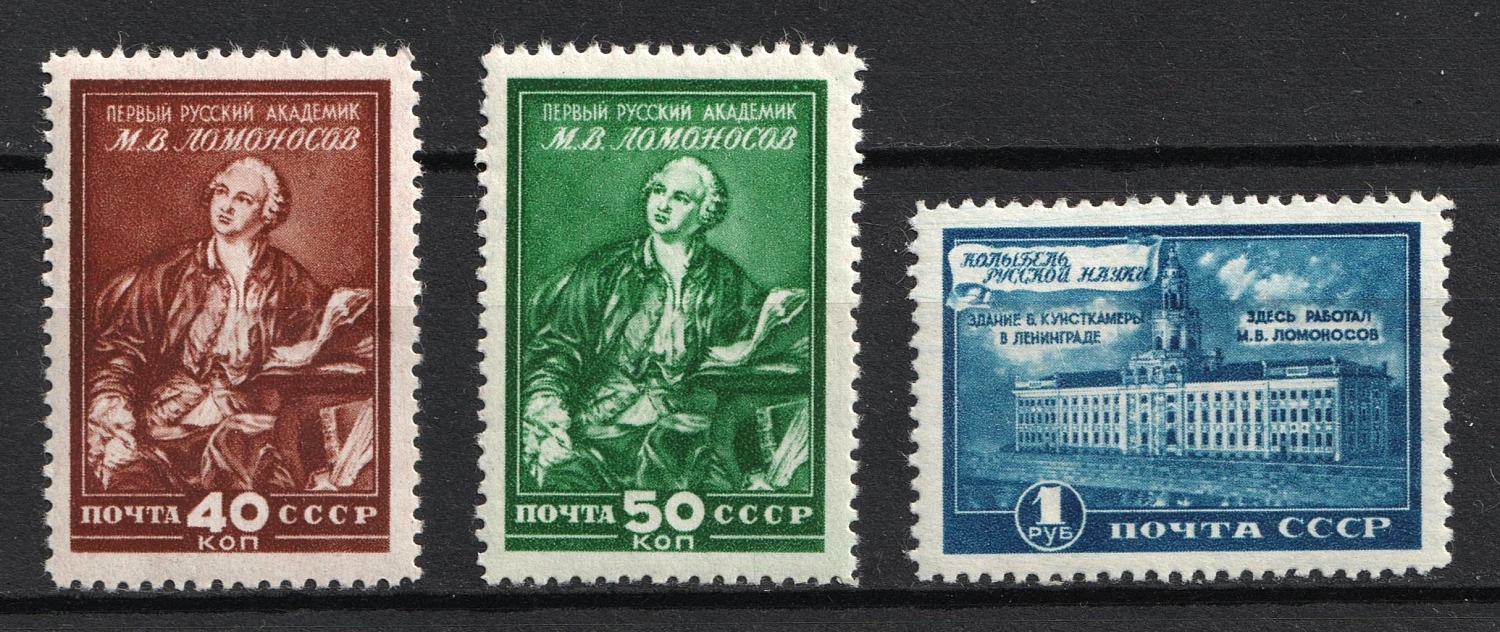 ПЕРВЫЙ РУССКИЙ АКАДЕМИК
М.В. ЛОМОНОСОВ
ПОЧТА 40 СССР
КОП
ПЕРВЫЙ РУССКИЙ АКАДЕМИК
М.В. ЛОМОНОСОВ
ПОЧТА 50 СССР
КОП
КОЛЫБЕЛЬ
РУССКОЙ НАУКИ
ЗДАНИЕ Б. КУНСТКАМЕРЫ
В ЛЕНИНГРАДЕ
ЗДЕСЬ РАБОТАЛ
М.В. ЛОМОНОСОВ
1
РУБ
ПОЧТА СССР